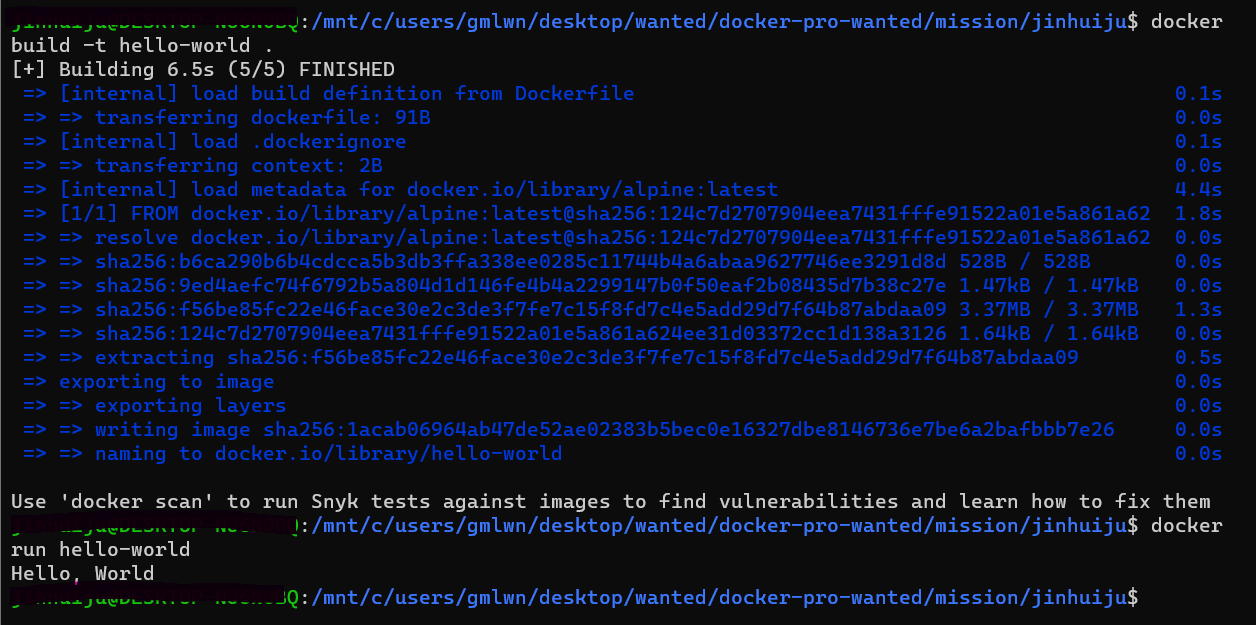 :/mnt/c/users/gmlwn/desktop/wanted/docker-pro-wanted/mission/jinhuiju$ docker
build -t hello-world .
[+] Building 6.5s (5/5) FINISHED
=> [internal] load build definition from Dockerfile 0.1s
=> => transferring dockerfile: 91B 0.0s
=> [internal] load .dockerignore 0.1s
=> => transferring context: 2B 0.0s
=> [internal] load metadata for docker.io/library/alpine:latest 4.4s
=> [1/1] FROM docker.io/library/alpine:latest@sha256:124c7d2707904eea7431fffe91522a01e5a861a62 1.8s
=> => resolve docker.io/library/alpine:latest@sha256:124c7d2707904eea7431fffe91522a01e5a861a62 0.0s
=> => sha256:b6ca290b6b4cdcca5b3db3ffa338ee0285c11744b4a6abaa9627746ee3291d8d 528B / 528B 0.0s
=> => sha256:9ed4aefc74f6792b5a804d1d146fe4b4a2299147b0f50eaf2b08435d7b38c27e 1.47kB / 1.47kB 0.0s
=> => sha256:f56be85fc22e46face30e2c3de3f7fe7c15f8fd7c4e5add29d7f64b87abdaa09 3.37MB / 3.37MB 1.3s
=> => sha256:124c7d2707904eea7431fffe91522a01e5a861a624ee31d03372cc1d138a3126 1.64kB / 1.64kB 0.0s
=> => extracting sha256:f56be85fc22e46face30e2c3de3f7fe7c15f8fd7c4e5add29d7f64b87abdaa09 0.5s
=> exporting to image 0.0s
=> => exporting layers 0.0s
=> => writing image sha256:1acab06964ab47de52ae02383b5bec0e16327dbe8146736e7be6a2bafbbb7e26 0.0s
=> => naming to docker.io/library/hello-world 0.0s
Use 'docker scan' to run Snyk tests against images to find vulnerabilities and learn how to fix them
:/mnt/c/users/gmlwn/desktop/wanted/docker-pro-wanted/mission/jinhuiju$ docker
run hello-world
Hello, World
:/mnt/c/users/gmlwn/desktop/wanted/docker-pro-wanted/mission/jinhuiju$